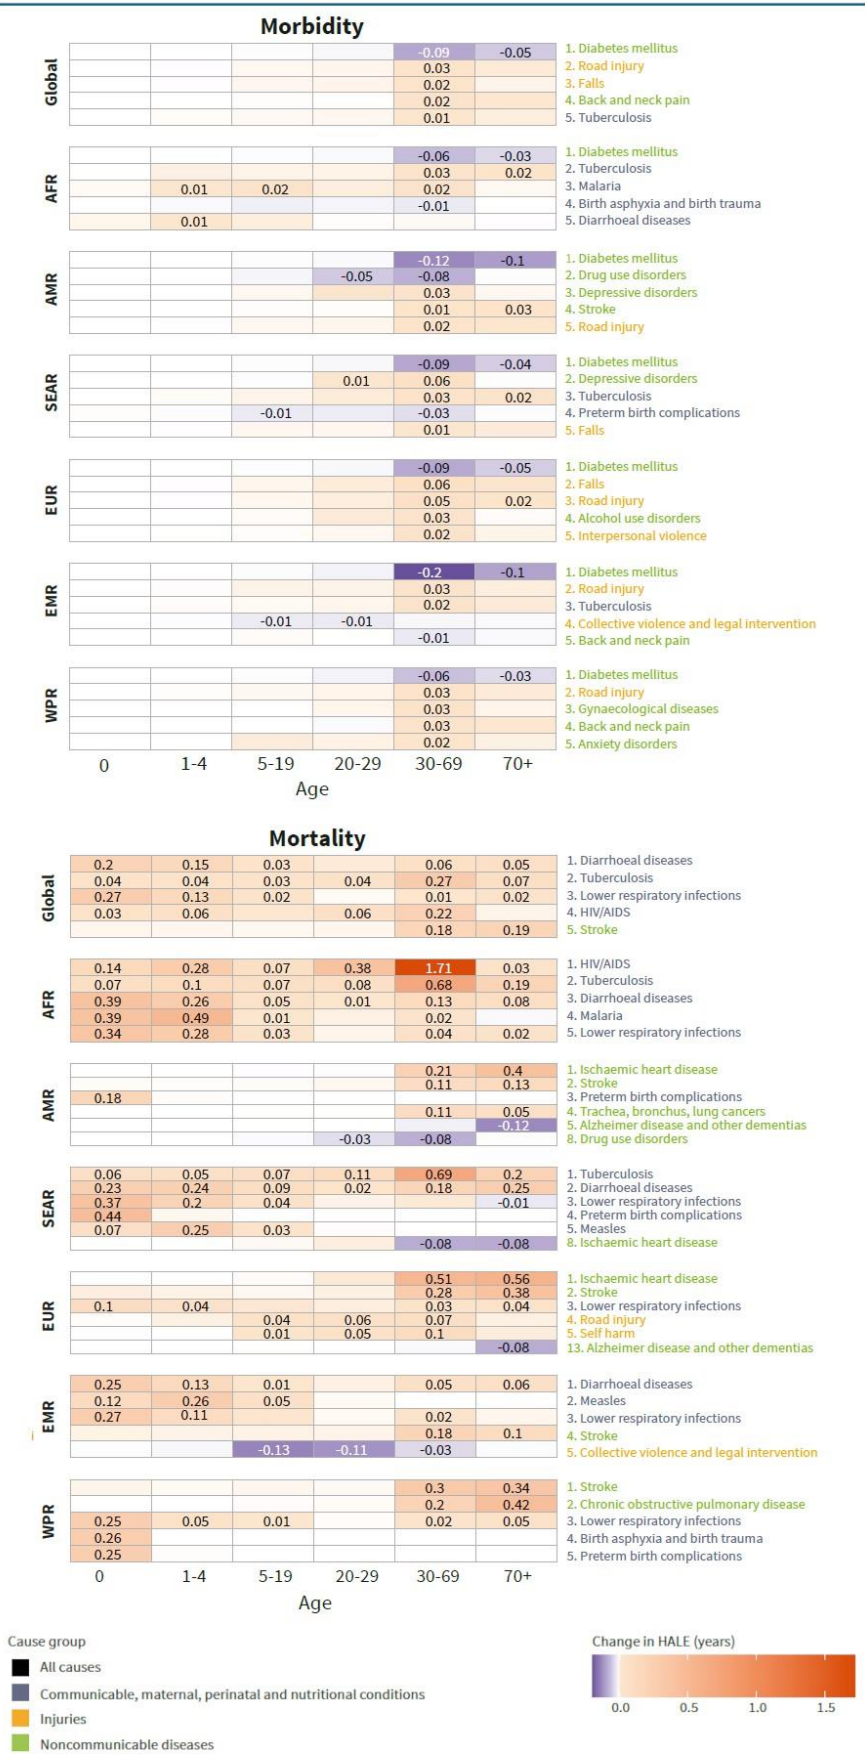 Morbidity
Global
-0.09 -0.05 1. Diabetes mellitus
0.03 2. Road injury
0.02 3. Falls
0.02 4. Back and neck pain
0.01 5. Tuberculosis
AFR
-0.06 -0.03 1. Diabetes mellitus
0.03 0.02 2. Tuberculosis
0.01 0.02 0.02 3. Malaria
-0.01 4. Birth asphyxia and birth trauma
0.01 5. Diarrhoeal diseases
AMR
-0.12 -0.1 1. Diabetes mellitus
-0.05 -0.08 2. Drug use disorders
0.03 3. Depressive disorders
0.01 0.03 4. Stroke
0.02 5. Road injury
SEAR
-0.09 -0.04 1. Diabetes mellitus
0.01 0.06 2. Depressive disorders
0.03 0.02 3. Tuberculosis
-0.01 -0.03 4. Preterm birth complications
0.01 5. Falls
EUR
-0.09 -0.05 1. Diabetes mellitus
0.06 2. Falls
0.05 0.02 3. Road injury
0.03 4. Alcohol use disorders
0.02 5. Interpersonal violence
EMR
-0.2 -0.1 1. Diabetes mellitus
0.03 2. Road injury
0.02 3. Tuberculosis
-0.01 -0.01 4. Collective violence and legal intervention
-0.01 5. Back and neck pain
WPR
-0.06 -0.03 1. Diabetes mellitus
0.03 2. Road injury
0.03 3. Gynaecological diseases
0.03 4. Back and neck pain
0.02 5. Anxiety disorders
0 1-4 5-19 20-29 30-69 70+
Age
Mortality
Global
0.2 0.15 0.03 0.06 0.05 1. Diarrhoeal diseases
0.04 0.04 0.03 0.04 0.27 0.07 2. Tuberculosis
0.27 0.13 0.02 0.01 0.02 3. Lower respiratory infections
0.03 0.06 0.06 0.22 4. HIV/AIDS
0.18 0.19 5. Stroke
AFR
0.14 0.28 0.07 0.38 1.71 0.03 1. HIV/AIDS
0.07 0.1 0.07 0.08 0.68 0.19 2. Tuberculosis
0.39 0.26 0.05 0.01 0.13 0.08 3. Diarrhoeal diseases
0.39 0.49 0.01 0.02 4. Malaria
0.34 0.28 0.03 0.04 0.02 5. Lower respiratory infections
AMR
0.21 0.4 1. Ischaemic heart disease
0.11 0.13 2. Stroke
0.18 3. Preterm birth complications
0.11 0.05 4. Trachea, bronchus, lung cancers
-0.12 5. Alzheimer disease and other dementias
-0.03 -0.08 8. Drug use disorders
SEAR
0.06 0.05 0.07 0.11 0.69 0.2 1. Tuberculosis
0.23 0.24 0.09 0.02 0.18 0.25 2. Diarrhoeal diseases
0.37 0.2 0.04 -0.01 3. Lower respiratory infections
0.44 4. Preterm birth complications
0.07 0.25 0.03 5. Measles
-0.08 -0.08 8. Ischaemic heart disease
EUR
0.51 0.56 1. Ischaemic heart disease
0.28 0.38 2. Stroke
0.1 0.04 0.03 0.04 3. Lower respiratory infections
0.04 0.06 0.07 4. Road injury
0.01 0.05 0.1 5. Self harm
-0.08 13. Alzheimer disease and other dementias
EMR
0.25 0.13 0.01 0.05 0.06 1. Diarrhoeal diseases
0.12 0.26 0.05 2. Measles
0.27 0.11 0.02 3. Lower respiratory infections
0.18 0.1 4. Stroke
-0.13 -0.11 -0.03 5. Collective violence and legal intervention
WPR
0.3 0.34 1. Stroke
0.2 0.42 2. Chronic obstructive pulmonary disease
0.25 0.05 0.01 0.02 0.05 3. Lower respiratory infections
0.26 4. Birth asphyxia and birth trauma
0.25 5. Preterm birth complications
0 1-4 5-19 20-29 30-69 70+
Age
Cause group
All causes
Communicable, maternal, perinatal and nutritional conditions
Injuries
Noncommunicable diseases
Change in HALE (years)
0.0 0.5 1.0 1.5